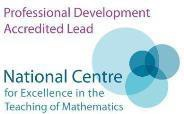 Professional Development
Accredited Lead
National Centre
for Excellence in the
Teaching of Mathematics